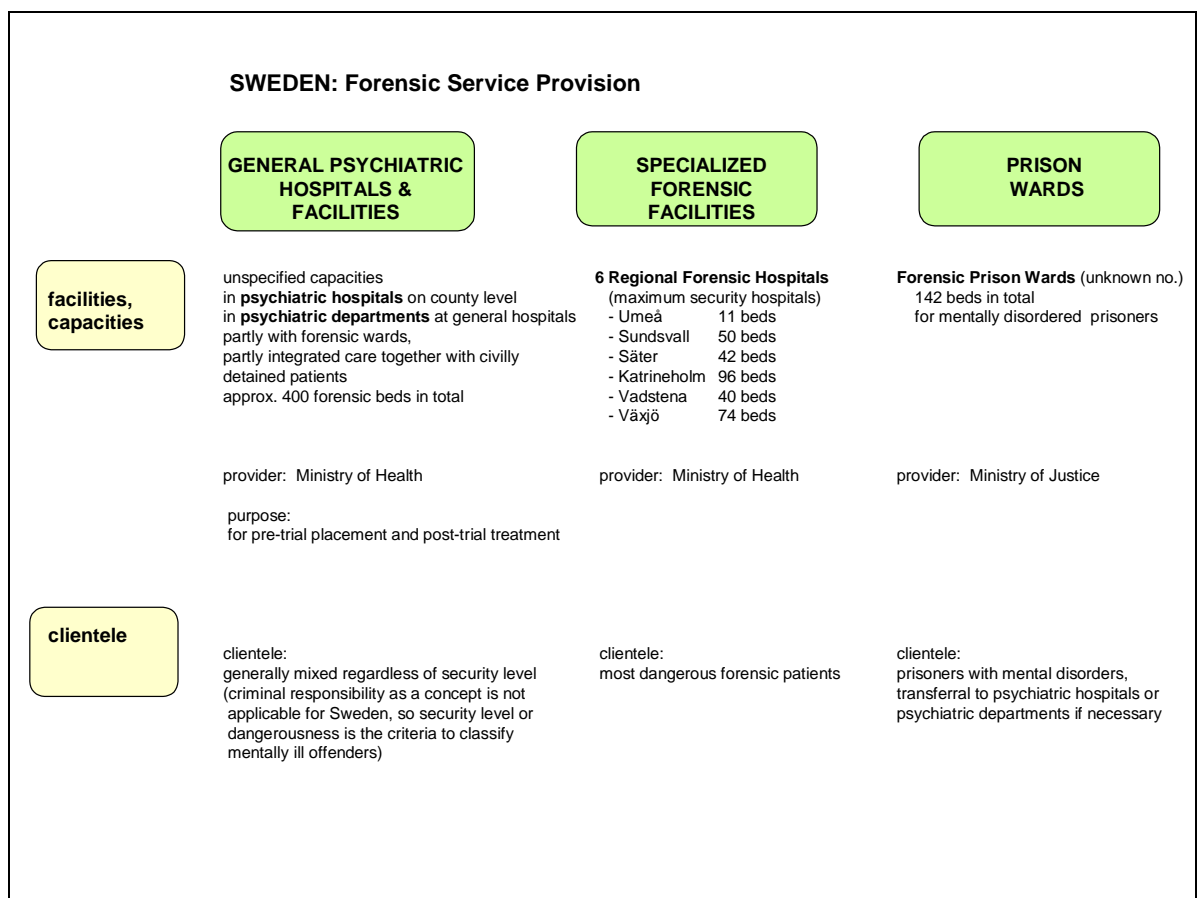 SWEDEN: Forensic Service Provision
GENERAL PSYCHIATRIC
HOSPITALS &
FACILITIES
SPECIALIZED
FORENSIC
FACILITIES
PRISON
WARDS
facilities,
capacities
unspecified capacities
in psychiatric hospitals on county level
in psychiatric departments at general hospitals
partly with forensic wards,
partly integrated care together with civilly
detained patients
approx. 400 forensic beds in total
provider: Ministry of Health
purpose:
for pre-trial placement and post-trial treatment
6 Regional Forensic Hospitals
(maximum security hospitals)
- Umeå 11 beds
- Sundsvall 50 beds
- Säter 42 beds
- Katrineholm 96 beds
- Vadstena 40 beds
- Växjö 74 beds
provider: Ministry of Health
Forensic Prison Wards (unknown no.)
142 beds in total
for mentally disordered prisoners
provider: Ministry of Justice
clientele
clientele:
generally mixed regardless of security level
(criminal responsibility as a concept is not
applicable for Sweden, so security level or
dangerousness is the criteria to classify
mentally ill offenders)
clientele:
most dangerous forensic patients
clientele:
prisoners with mental disorders,
transferral to psychiatric hospitals or
psychiatric departments if necessary